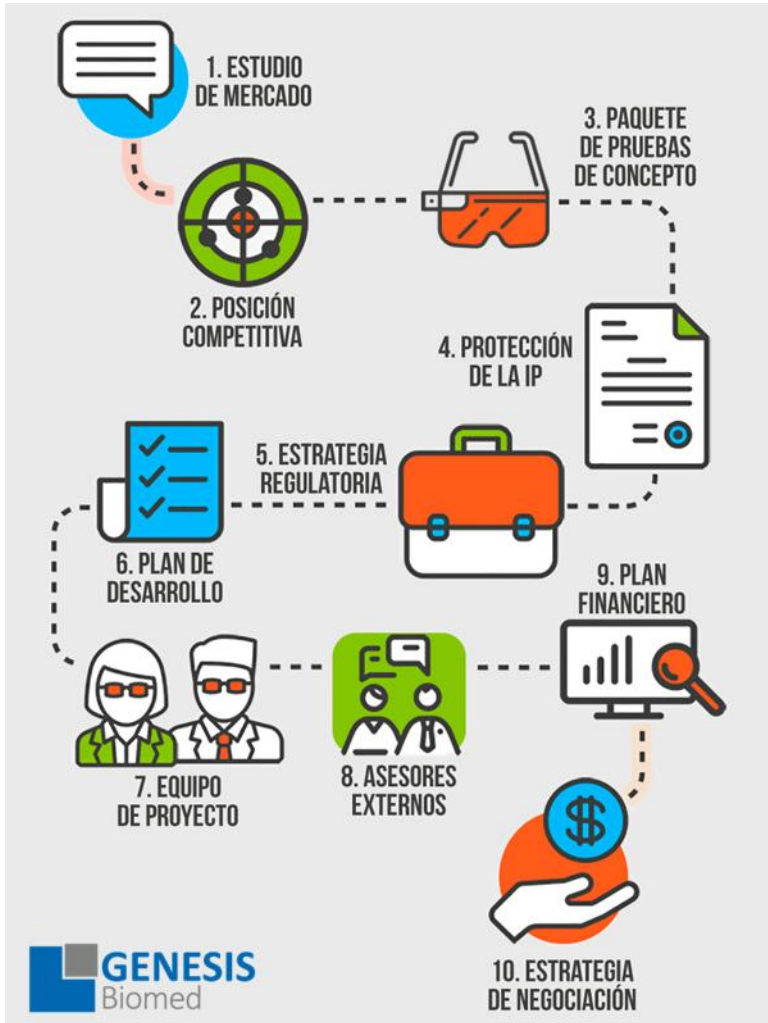 1. ESTUDIO
DE MERCADO
2. POSICIÓN
COMPETITIVA
3. PAQUETE
DE PRUEBAS
DE CONCEPTO
4. PROTECCIÓN
DE LA IP
5. ESTRATEGIA
REGULATORIA
6. PLAN DE
DESARROLLO
7. EQUIPO
DE PROYECTO
8. ASESORES
EXTERNOS
9. PLAN
FINANCIERO
$
10. ESTRATEGIA
DE NEGOCIACIÓN
GENESIS
Biomed